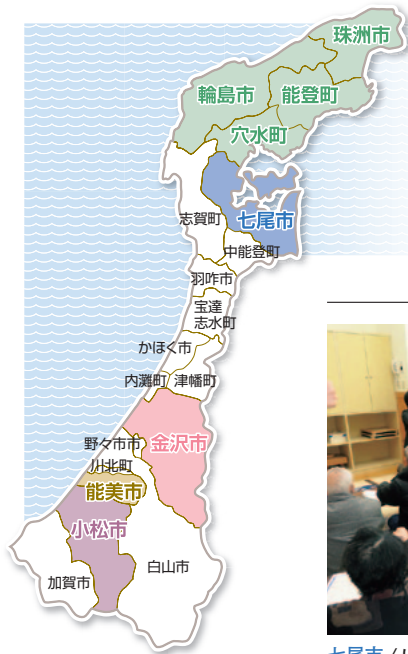 珠洲市
輪島市
能登町
穴水町
七尾市
志賀町
中能登町
羽咋市
宝達
志水町
かほく市
内灘町
津幡町
金沢市
野々市市
川北町
能美市
小松市
白山市
加賀市
七尾市